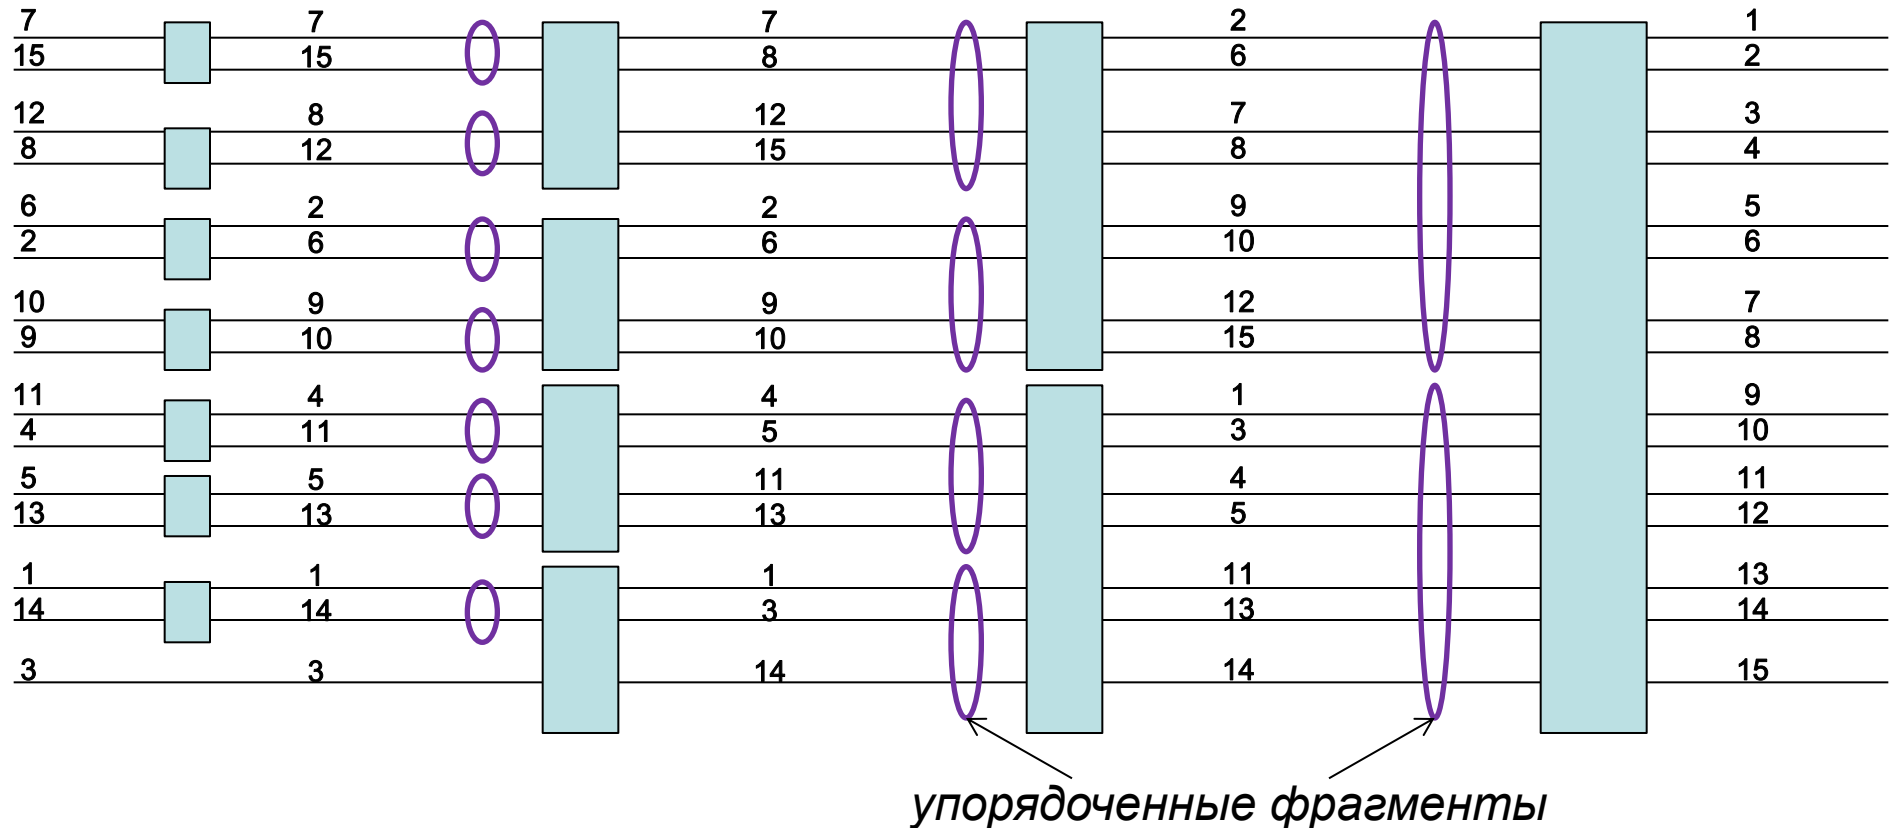 7 7 7 2 1
15 15 8 6 2
12 8 12 7 3
8 12 15 8 4
6 2 2 9 5
2 6 6 10 6
10 9 9 12 7
9 10 10 15 8
11 4 4 1 9
4 11 5 3 10
5 5 11 4 11
13 13 13 5 12
1 1 1 11 13
14 14 3 13 14
3 3 14 14 15
упорядоченные фрагменты